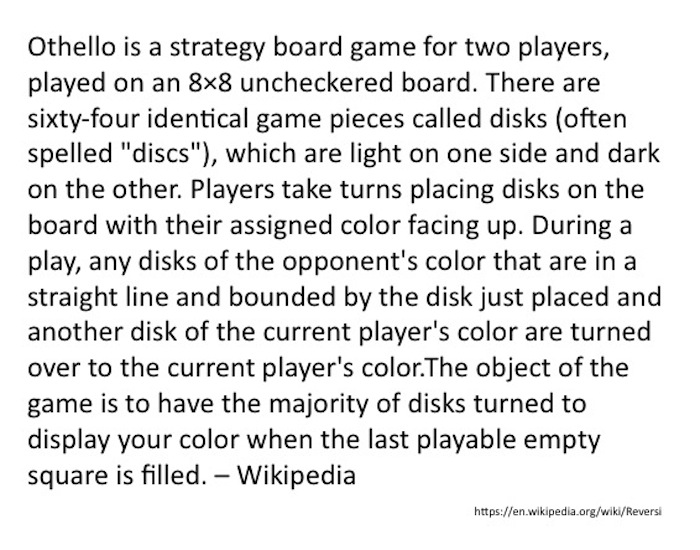 Othello is a strategy board game for two players,
played on an 8×8 uncheckered board. There are
sixty-four identical game pieces called disks (often
spelled "discs"), which are light on one side and dark
on the other. Players take turns placing disks on the
board with their assigned color facing up. During a
play, any disks of the opponent's color that are in a
straight line and bounded by the disk just placed and
another disk of the current player's color are turned
over to the current player's color.The object of the
game is to have the majority of disks turned to
display your color when the last playable empty
square is filled. – Wikipedia
https://en.wikipedia.org/wiki/Reversi